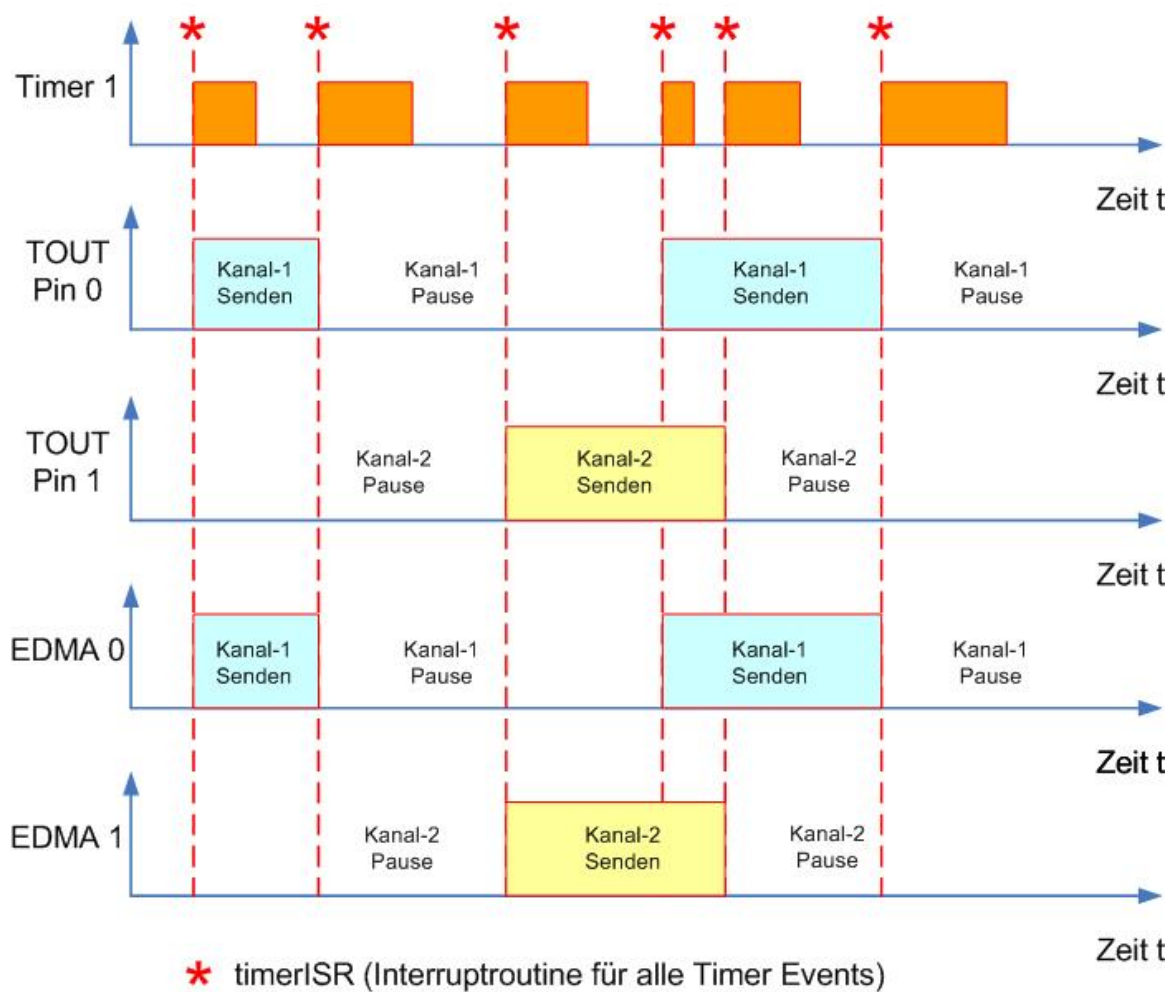 * * * * * *
Timer 1
Zeit t
TOUT
Pin 0
Kanal-1
Senden
Kanal-1
Pause
Kanal-1
Senden
Kanal-1
Pause
Zeit t
TOUT
Pin 1
Kanal-2
Pause
Kanal-2
Senden
Kanal-2
Pause
Zeit t
EDMA 0
Kanal-1
Senden
Kanal-1
Pause
Kanal-1
Senden
Kanal-1
Pause
Zeit t
EDMA 1
Kanal-2
Pause
Kanal-2
Senden
Kanal-2
Pause
Zeit t
* timerISR (Interruptroutine für alle Timer Events)